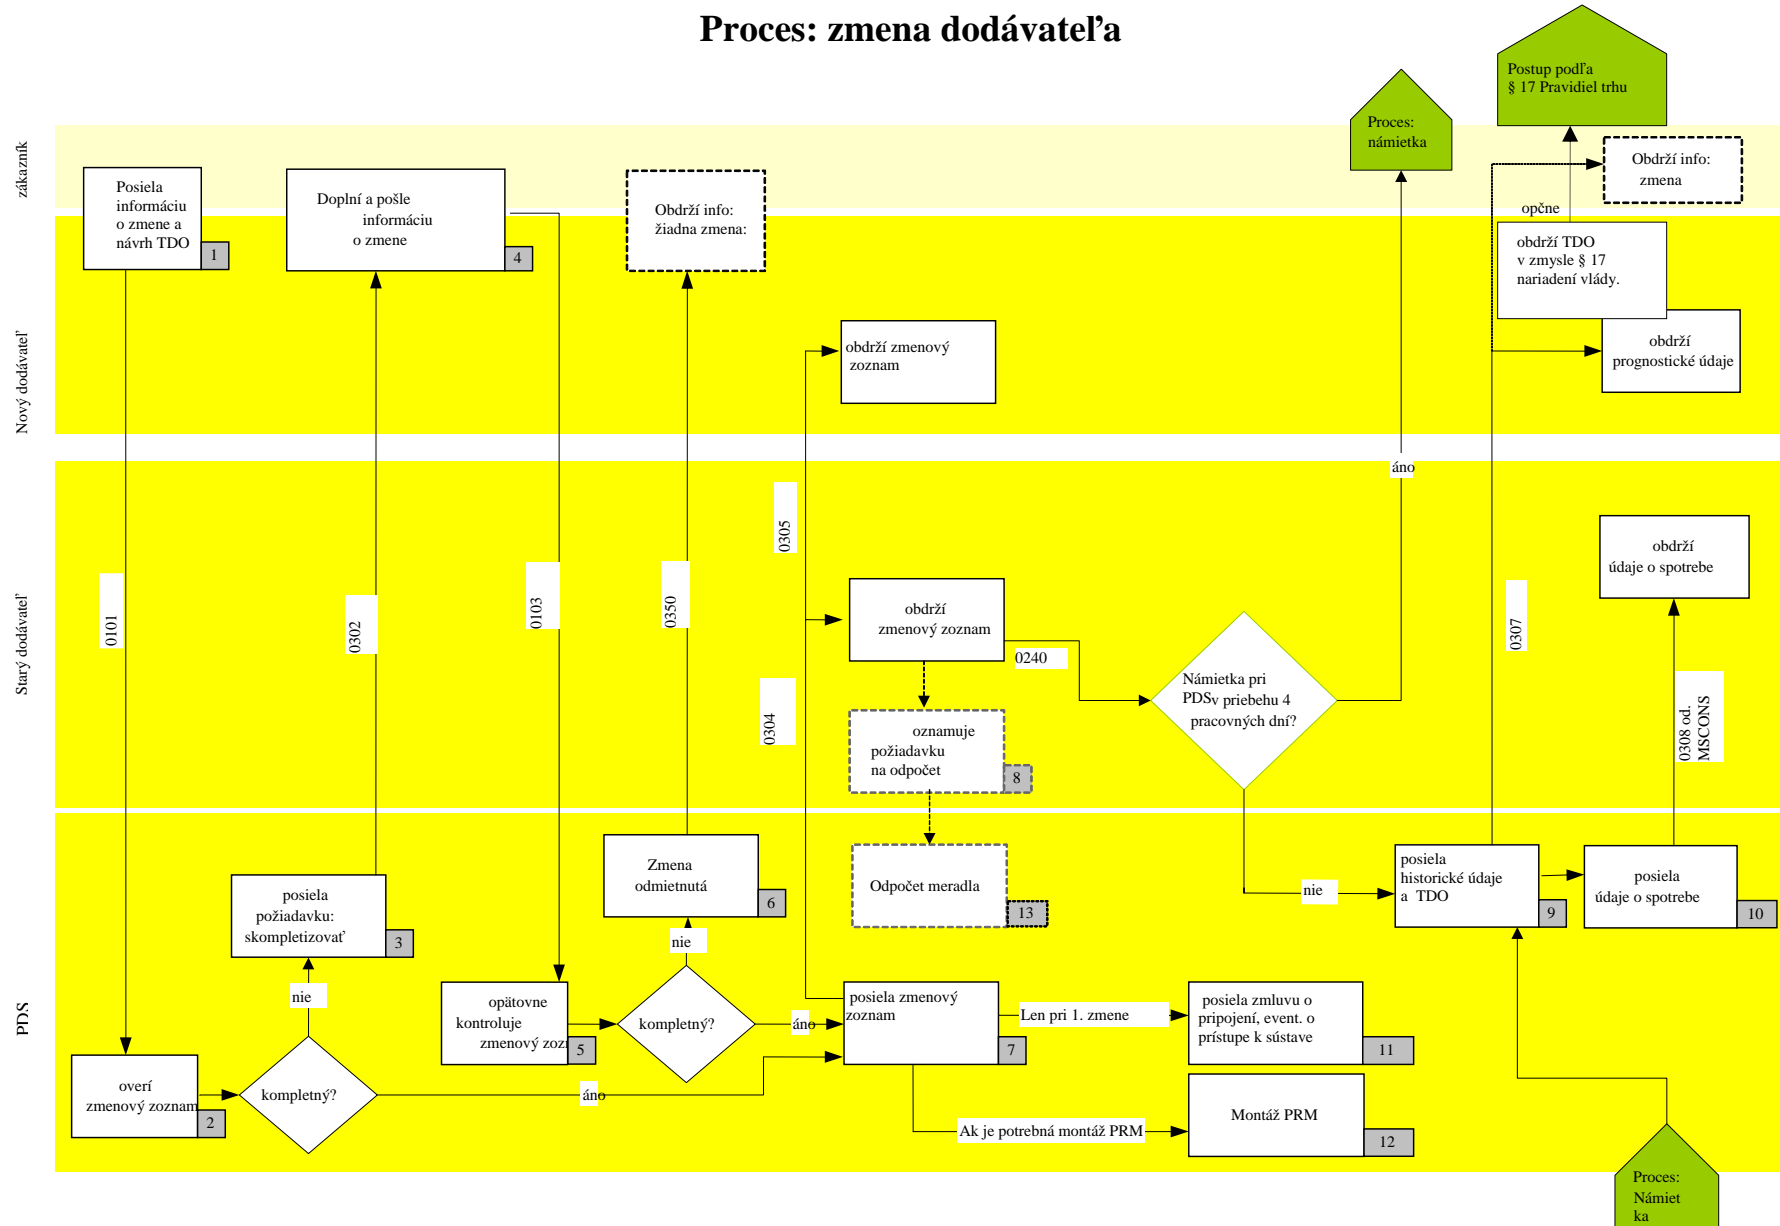 Proces: zmena dodávateľa
Postup podľa
§ 17 Pravidiel trhu
Proces:
námietka
zákazník
Posiela
informáciu
o zmene a
návrh TDO
1
Doplní a pošle
informáciu
o zmene
4
Obdrží info:
žiadna zmena:
Obdrží info:
zmena
opčne
obdrží TDO
v zmysle § 17
nariadení vlády.
Nový dodávateľ
obdrží zmenový
zoznam
obdrží
prognostické údaje
áno
Starý dodávateľ
0101
0302
0103
0350
0305
0304
obdrží
zmenový zoznam
0240
Námietka pri
PDSv priebehu 4
pracovných dní?
0307
obdrží
údaje o spotrebe
0308 od.
MSCONS
oznamuje
požiadavku
na odpočet
8
PDS
posiela
požiadavku:
skompletizovať
3
Zmena
odmietnutá
6
Odpočet meradla
13
nie
posiela
historické údaje
a TDO
9
posiela
údaje o spotrebe
10
nie
nie
opätovne
kontroluje
zmenový zozn
5
kompletný?
áno
posiela zmenový
zoznam
7
Len pri 1. zmene
posiela zmluvu o
pripojení, event. o
prístupe k sústave
11
overí
zmenový zoznam
2
kompletný?
áno
Ak je potrebná montáž PRM
Montáž PRM
12
Proces:
Námiet
ka